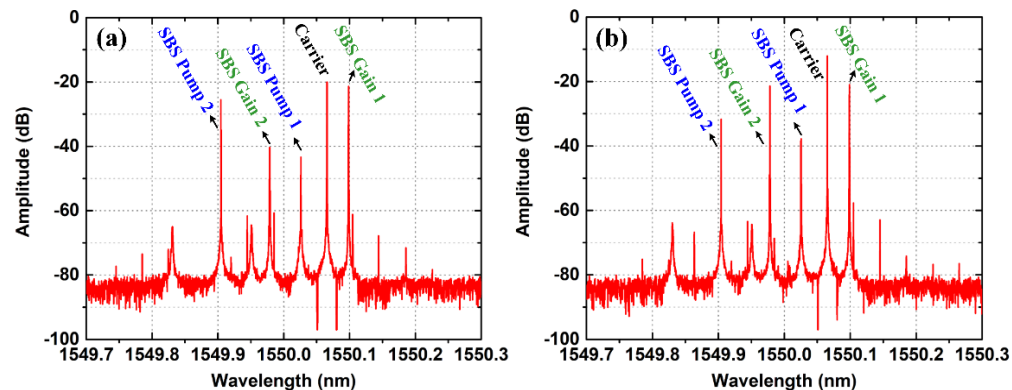 (a)
SBS Pump 2
SBS Gain 2
SBS Pump 1
Carrier
SBS Gain 1
Amplitude (dB)
0
-20
-40
-60
-80
-100
1549.7 1549.8 1549.9 1550.0 1550.1 1550.2 1550.3
Wavelength (nm)
(b)
SBS Pump 2
SBS Gain 2
SBS Pump 1
Carrier
SBS Gain 1
Amplitude (dB)
0
-20
-40
-60
-80
-100
1549.7 1549.8 1549.9 1550.0 1550.1 1550.2 1550.3
Wavelength (nm)